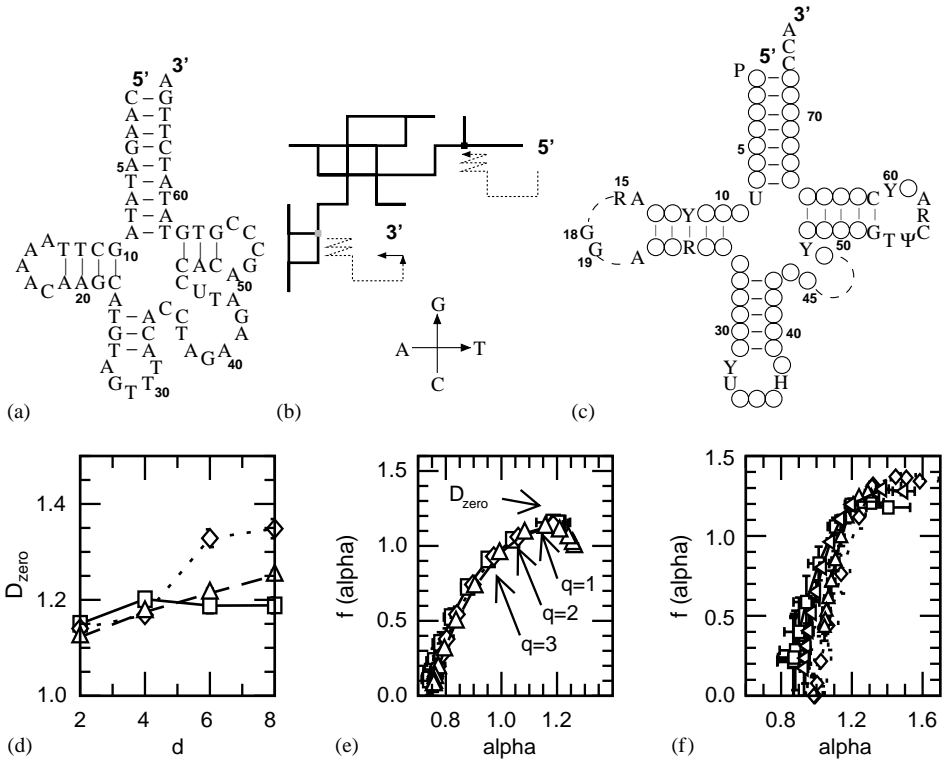 (a)
5’
3’
C – A
A – G
A – T
G – T
A – C
5 T – T
A – A
T – T 60
A – A
T – T
A A T T C G 10
A A C A 20 A G C
G T G C C
C A C A 50 G
C U T A
A G
A A
G 40
A – A
T – C
G – A
T – T
A T
G T T 30
C C T A
(b)
5’
3’
G
A T
C
(c)
3’
A
C
C
5’
P
70
5
U
15
R A
Y
10
18
G
G
19
A
R
C
60
Y
A
R
C
G T Ψ
50
Y
45
30
40
Y
U
H
(d)
D zero
1.4
1.2
1.0
2 4 6 8
d
(e)
f (alpha)
1.5
1.0
0.5
0.0
0.8 1.0 1.2
alpha
D zero
q=1
q=2
q=3
(f)
f (alpha)
1.5
1.0
0.5
0.0
0.8 1.2 1.6
alpha